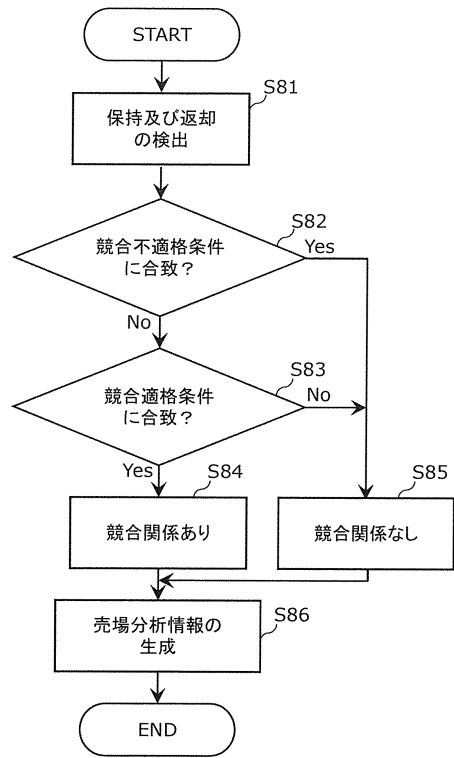 START
S81
保持及び返却
の検出
S82
競合不適格条件
に合致？
Yes
No
S83
競合適格条件
に合致？
No
Yes
S84
競合関係あり
S85
競合関係なし
S86
売場分析情報の
生成
END